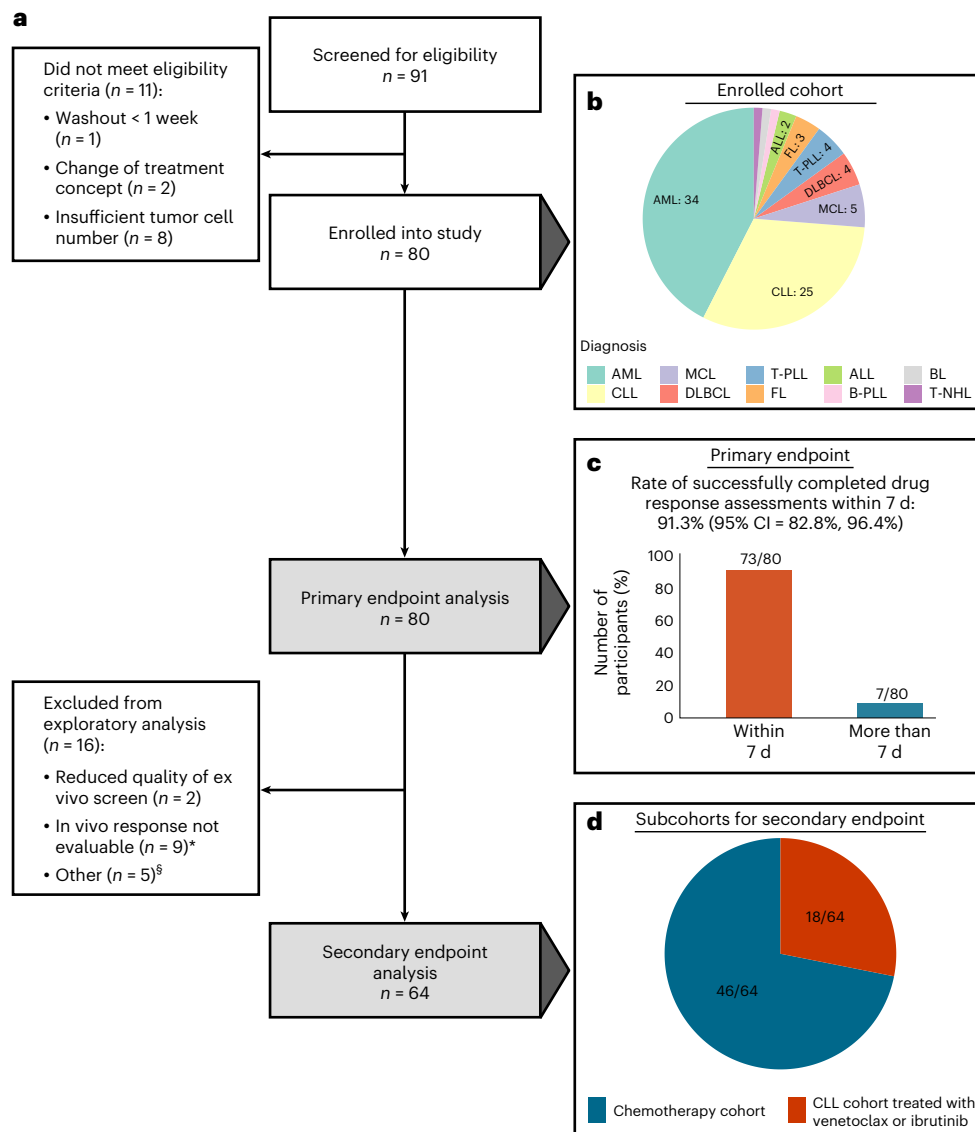 a
Screened for eligibility
n = 91
Did not meet eligibility
criteria (n = 11):
• Washout < 1 week
(n = 1)
• Change of treatment
concept (n = 2)
• Insufficient tumor cell
number (n = 8)
Enrolled into study
n = 80
Primary endpoint analysis
n = 80
Excluded from
exploratory analysis
(n = 16):
• Reduced quality of ex
vivo screen (n = 2)
• In vivo response not
evaluable (n = 9)*
• Other (n = 5)§
Secondary endpoint
analysis
n = 64
b
Enrolled cohort
ALL: 2
FL: 3
T-PLL: 4
DLBCL: 4
MCL: 5
AML: 34
CLL: 25
Diagnosis
AML MCL T-PLL ALL BL
CLL DLBCL FL B-PLL T-NHL
c
Primary endpoint
Rate of successfully completed drug
response assessments within 7 d:
91.3% (95% CI = 82.8%, 96.4%)
Number of
participants (%)
100
80
60
40
20
0
73/80
7/80
Within
7 d
More than
7 d
d
Subcohorts for secondary endpoint
18/64
46/64
Chemotherapy cohort
CLL cohort treated with
venetoclax or ibrutinib